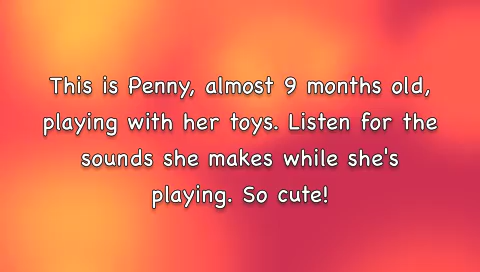 This is Penny, almost 9 months old,
playing with her toys. Listen for the
sounds she makes while she's
playing. So cute!